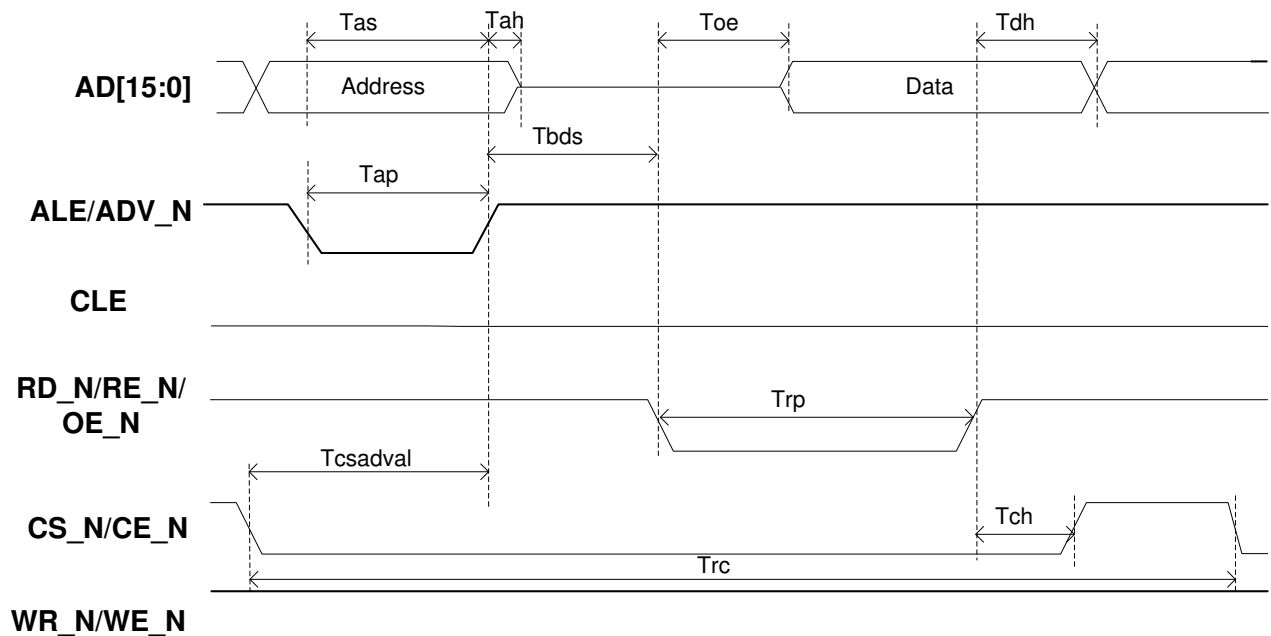 Tas
Tah
Toe
Tdh
AD[15:0]
Address
Data
Tbds
Tap
ALE/ADV_N
CLE
RD_N/RE_N/
OE_N
Trp
Tcsadval
CS_N/CE_N
Tch
Trc
WR_N/WE_N